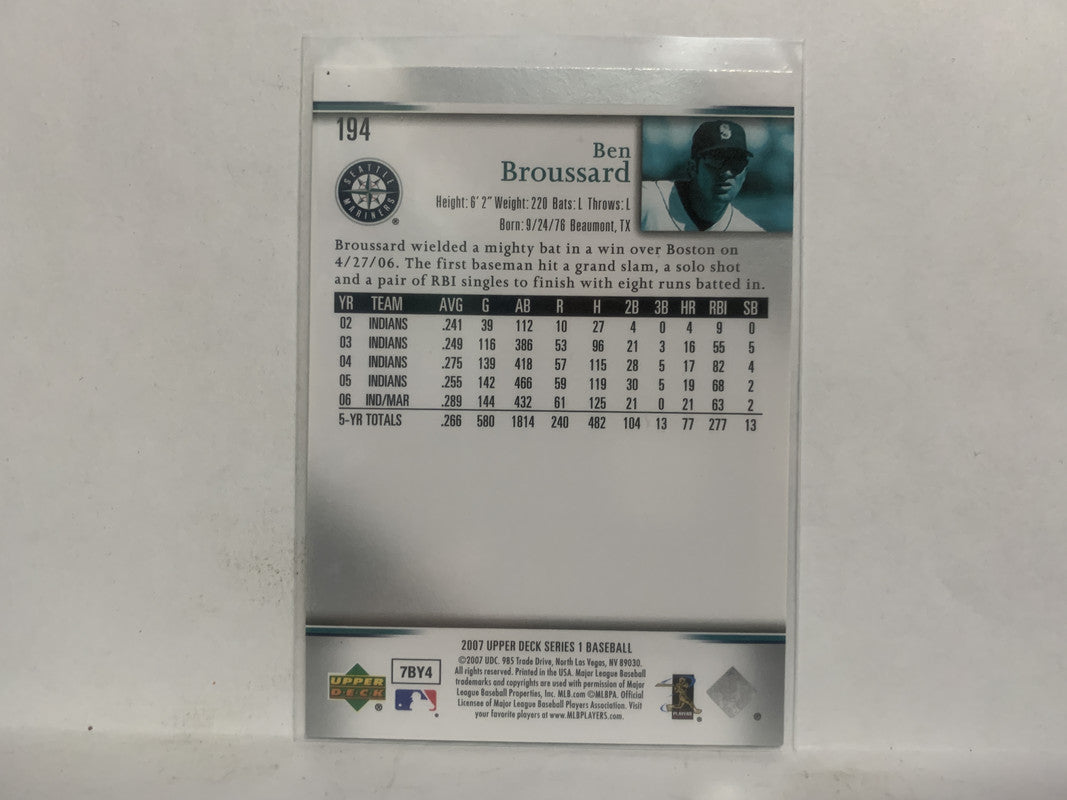 194
SEATTLE
MARINERS
®
Ben
Broussard
S
Height: 6' 2" Weight: 220 Bats: L Throws: L
Born: 9/24/76 Beaumont, TX
Broussard wielded a mighty bat in a win over Boston on
4/27/06. The first baseman hit a grand slam, a solo shot
and a pair of RBI singles to finish with eight runs batted in.
YR TEAM AVG G AB R H 2B 3B HR RBI SB
02 INDIANS .241 39 112 10 27 4 0 4 9 0
03 INDIANS .249 116 386 53 96 21 3 16 55 5
04 INDIANS .275 139 418 57 115 28 5 17 82 4
05 INDIANS .255 142 466 59 119 30 5 19 68 2
06 IND/MAR .289 144 432 61 125 21 0 21 63 2
5-YR TOTALS .266 580 1814 240 482 104 13 77 277 13
2007 UPPER DECK SERIES 1 BASEBALL
©2007 UDC. 985 Trade Drive, North Las Vegas, NV 89030.
All rights reserved. Printed in the USA. Major League Baseball
trademarks and copyrights are used with permission of Major
League Baseball Properties, Inc. MLB.com ©MLBPA. Official
Licensee of Major League Baseball Players Association. Visit
your favorite players at www.MLBPLAYERS.com.
UPPER
DECK
®
7BY4
®
PLAYERS
®
®